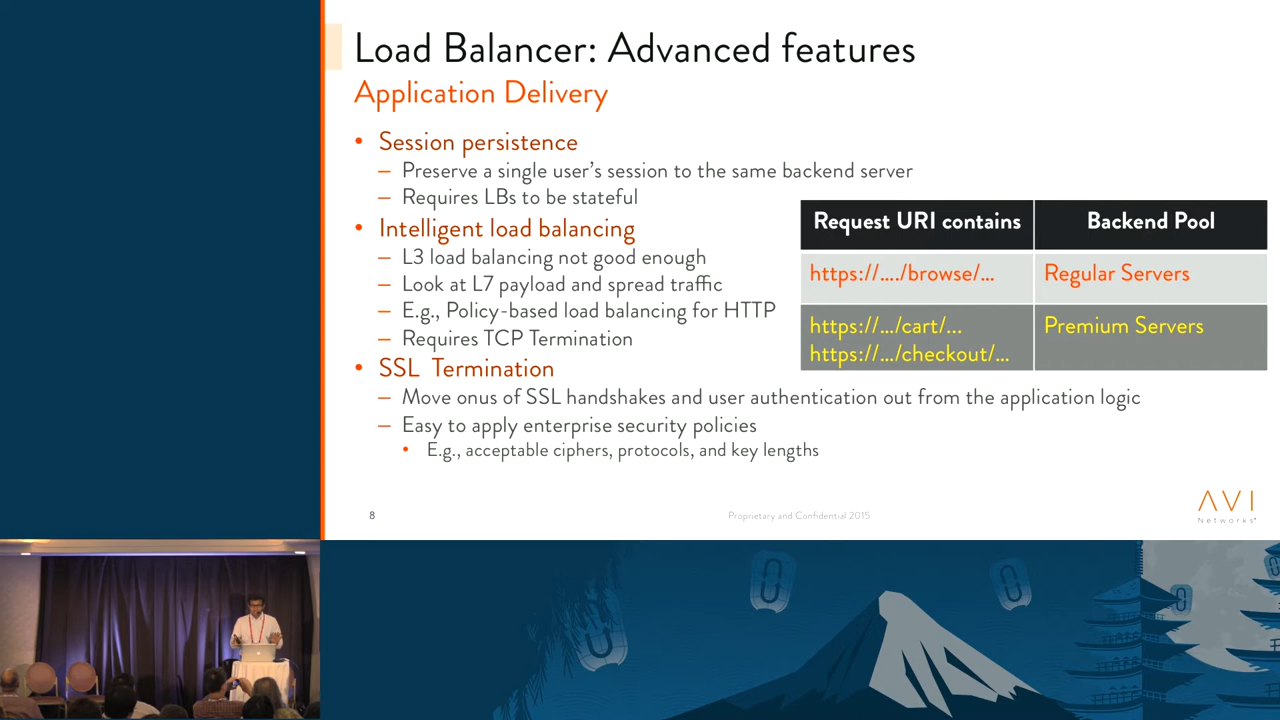 Load Balancer: Advanced features
Application Delivery
• Session persistence
– Preserve a single user's session to the same backend server
– Requires LBs to be stateful
• Intelligent load balancing
– L3 load balancing not good enough
– Look at L7 payload and spread traffic
– E.g., Policy-based load balancing for HTTP
– Requires TCP Termination
Request URI contains Backend Pool
https://…./browse/… Regular Servers
https://…/cart/... Premium Servers
https://…/checkout/…
• SSL Termination
– Move onus of SSL handshakes and user authentication out from the application logic
– Easy to apply enterprise security policies
• E.g., acceptable ciphers, protocols, and key lengths
8
Proprietary and Confidential 2015
AVI
Networks